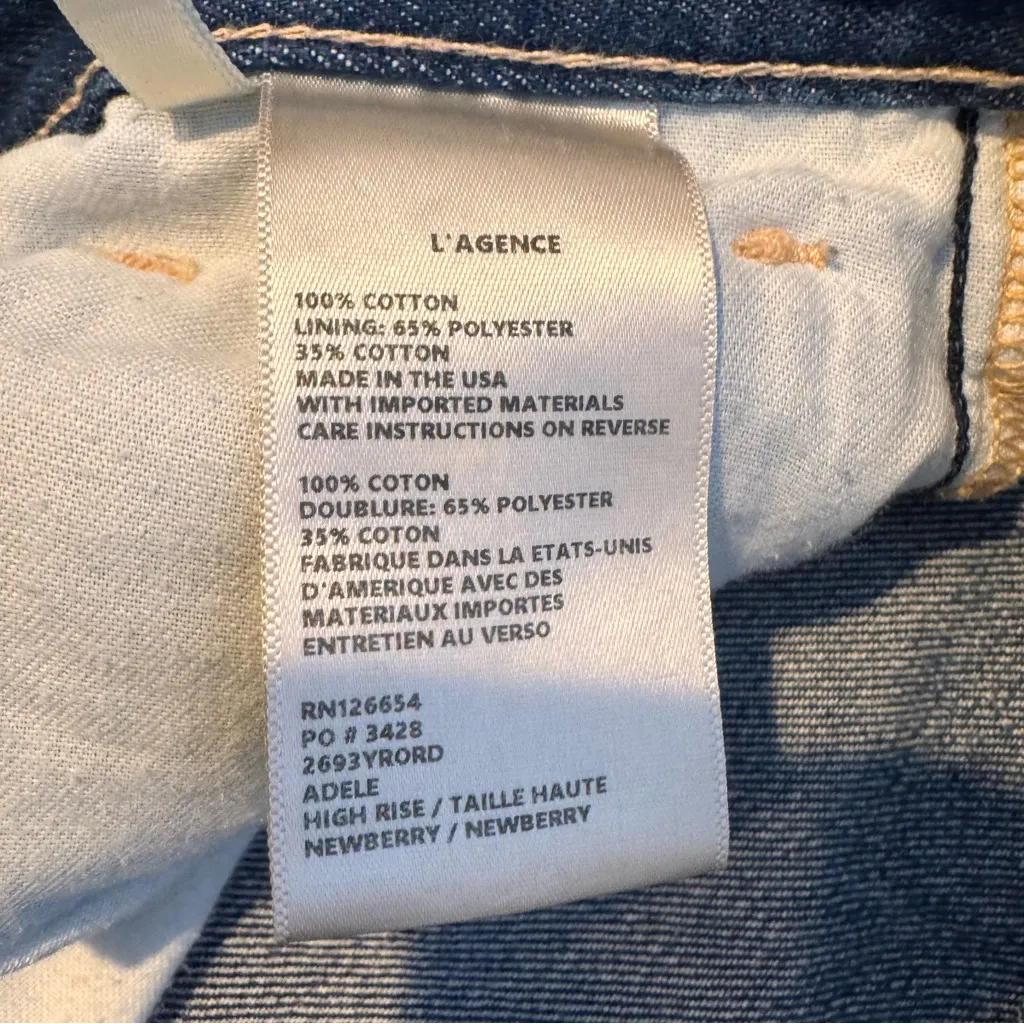 L'AGENCE
100% COTTON
LINING: 65% POLYESTER
35% COTTON
MADE IN THE USA
WITH IMPORTED MATERIALS
CARE INSTRUCTIONS ON REVERSE
100% COTON
DOUBLURE: 65% POLYESTER
35% COTON
FABRIQUE DANS LA ETATS-UNIS
D'AMERIQUE AVEC DES
MATERIAUX IMPORTES
ENTRETIEN AU VERSO
RN126654
PO # 3428
2693YRORD
ADELE
HIGH RISE / TAILLE HAUTE
NEWBERRY / NEWBERRY